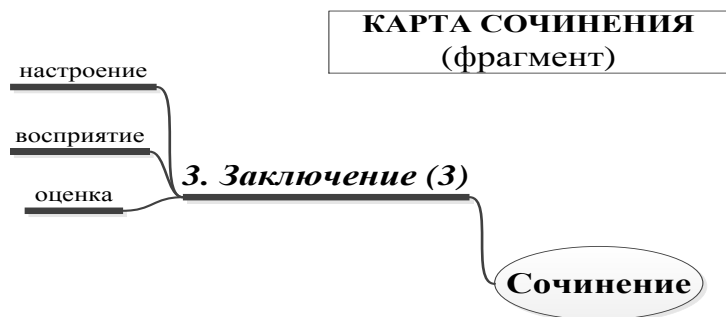 КАРТА СОЧИНЕНИЯ
(фрагмент)
настроение
восприятие
оценка
3. Заключение (3)
Сочинение